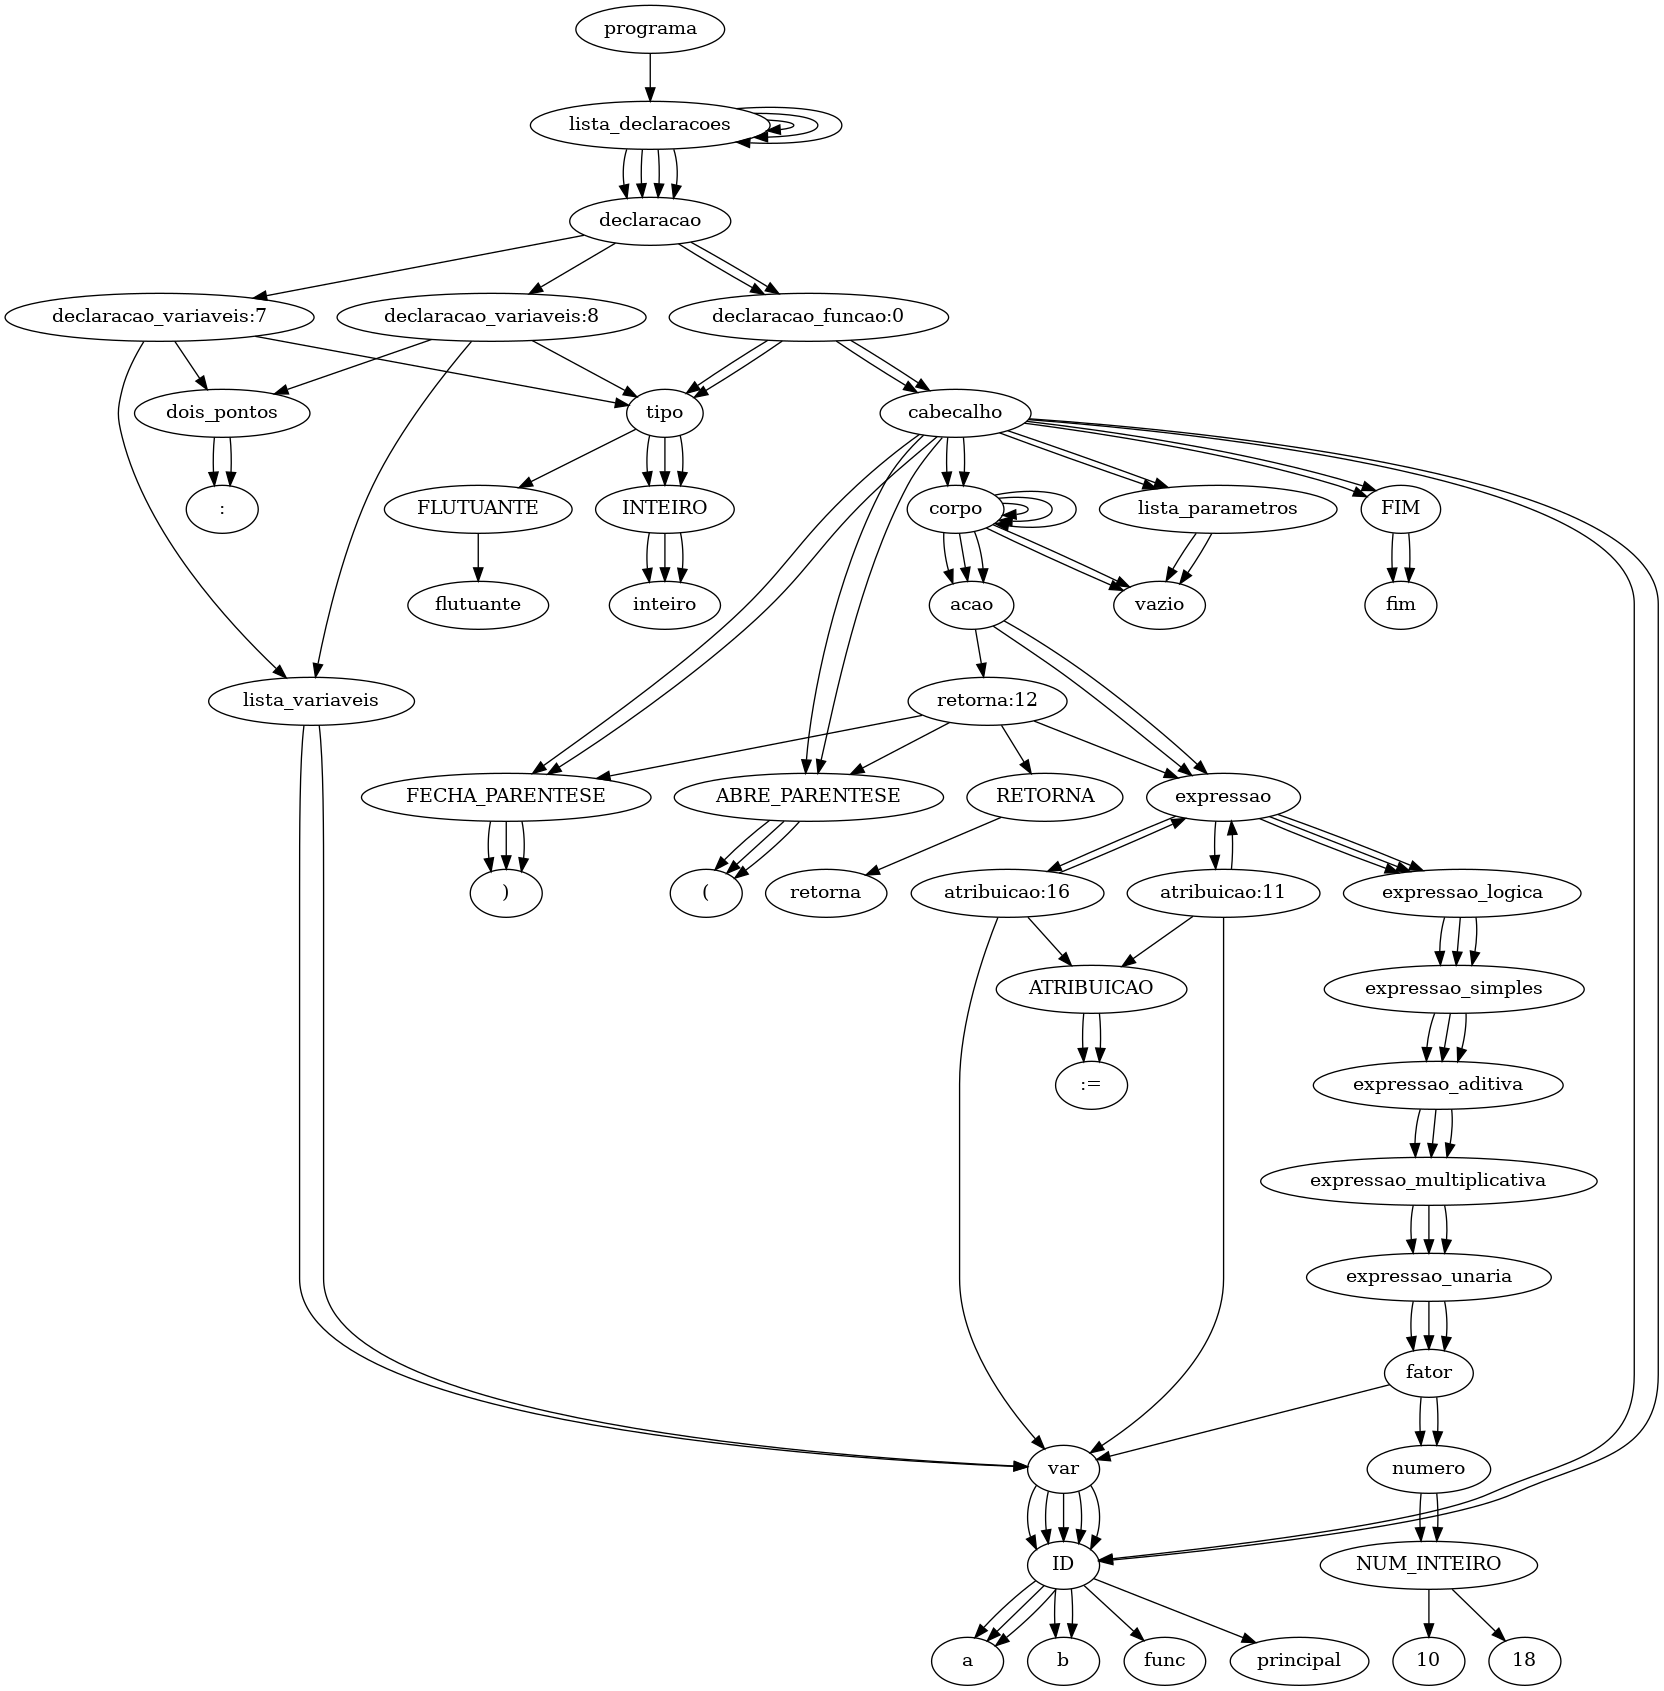 programa
lista_declaracoes
declaracao
declaracao_variaveis:7
declaracao_variaveis:8
declaracao_funcao:0
dois_pontos
tipo
cabecalho
:
FLUTUANTE
INTEIRO
corpo
lista_parametros
FIM
flutuante
inteiro
acao
vazio
fim
lista_variaveis
retorna:12
FECHA_PARENTESE
ABRE_PARENTESE
RETORNA
expressao
)
(
retorna
atribuicao:16
atribuicao:11
expressao_logica
ATRIBUICAO
expressao_simples
:=
expressao_aditiva
expressao_multiplicativa
expressao_unaria
fator
var
numero
ID
NUM_INTEIRO
a
b
func
principal
10
18